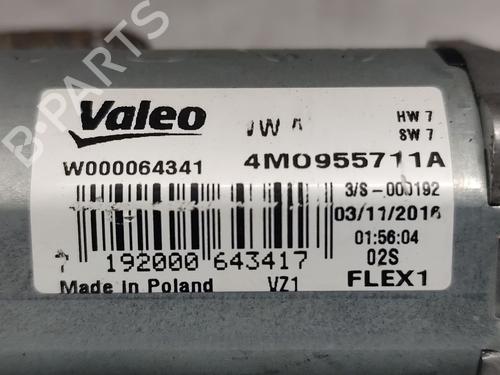 Valeo
HW 7
SW 7
W000064341
4M0955711A
3/S - 000192
03/11/2016
01:56:04
02S
192000 643417
Made in Poland
VZ1
FLEX1
B-PARTS